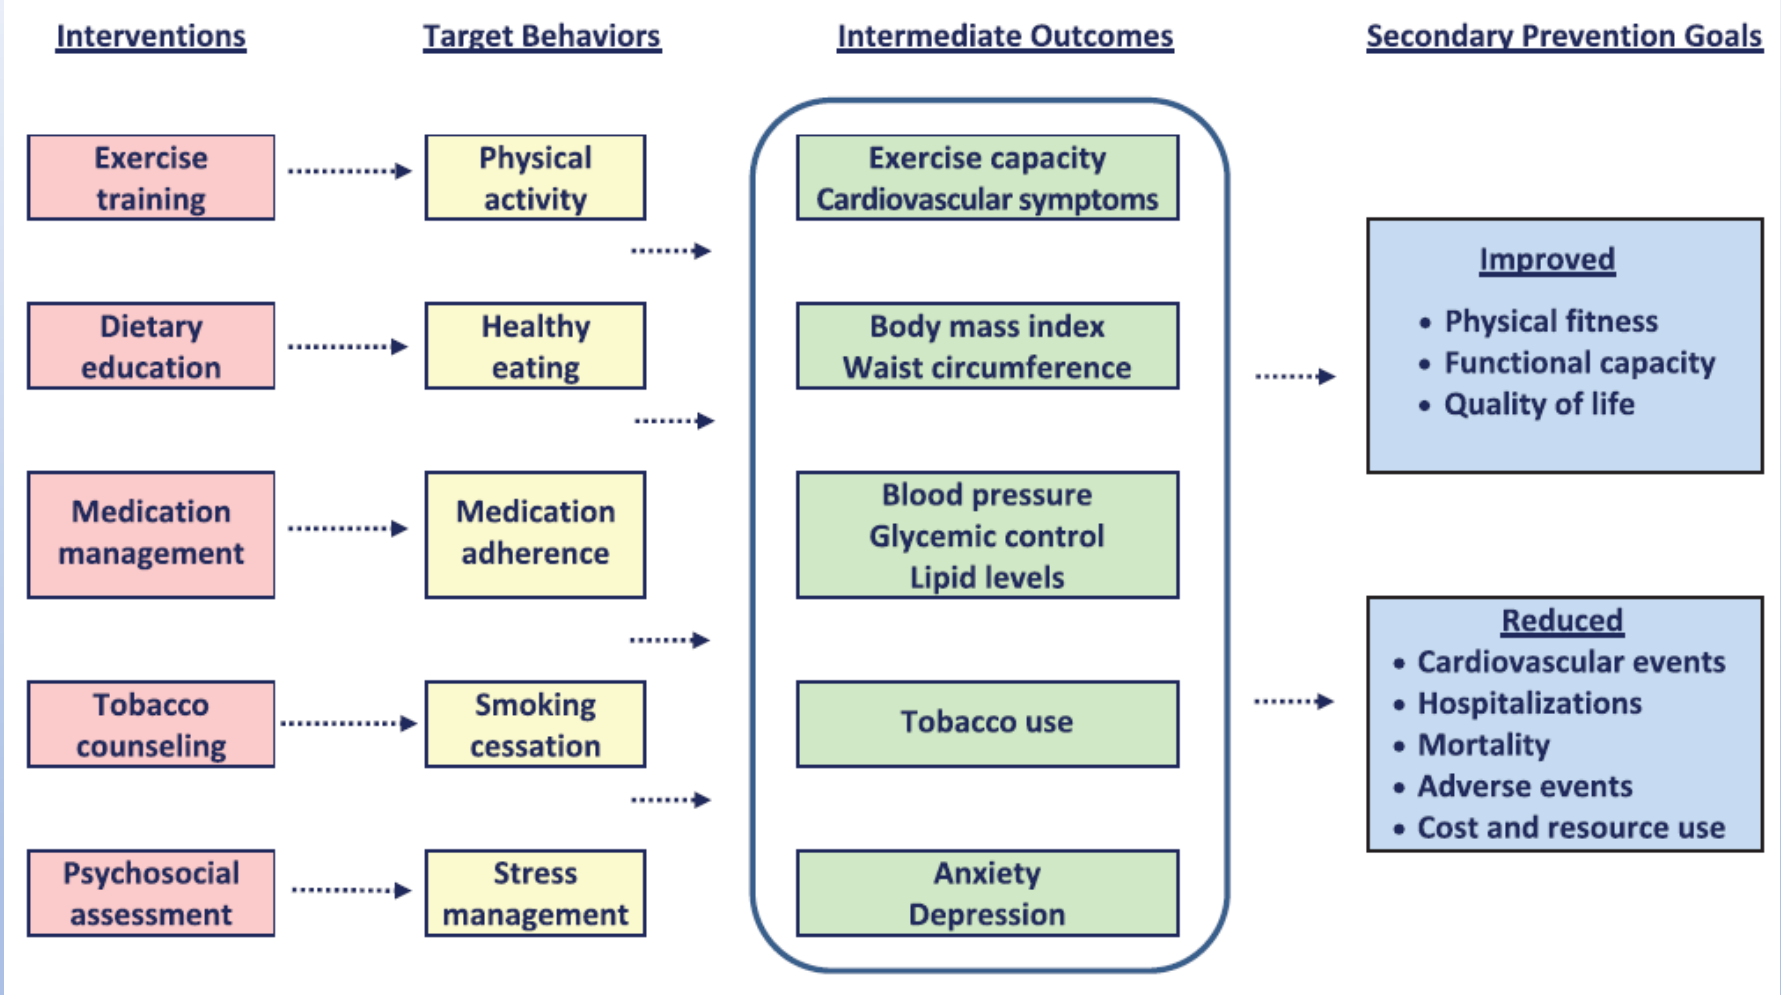 Interventions
Target Behaviors
Intermediate Outcomes
Secondary Prevention Goals
Exercise
training
Physical
activity
Exercise capacity
Cardiovascular symptoms
Dietary
education
Healthy
eating
Body mass index
Waist circumference
Medication
management
Medication
adherence
Blood pressure
Glycemic control
Lipid levels
Tobacco
counseling
Smoking
cessation
Tobacco use
Psychosocial
assessment
Stress
management
Anxiety
Depression
Improved
• Physical fitness
• Functional capacity
• Quality of life
Reduced
• Cardiovascular events
• Hospitalizations
• Mortality
• Adverse events
• Cost and resource use